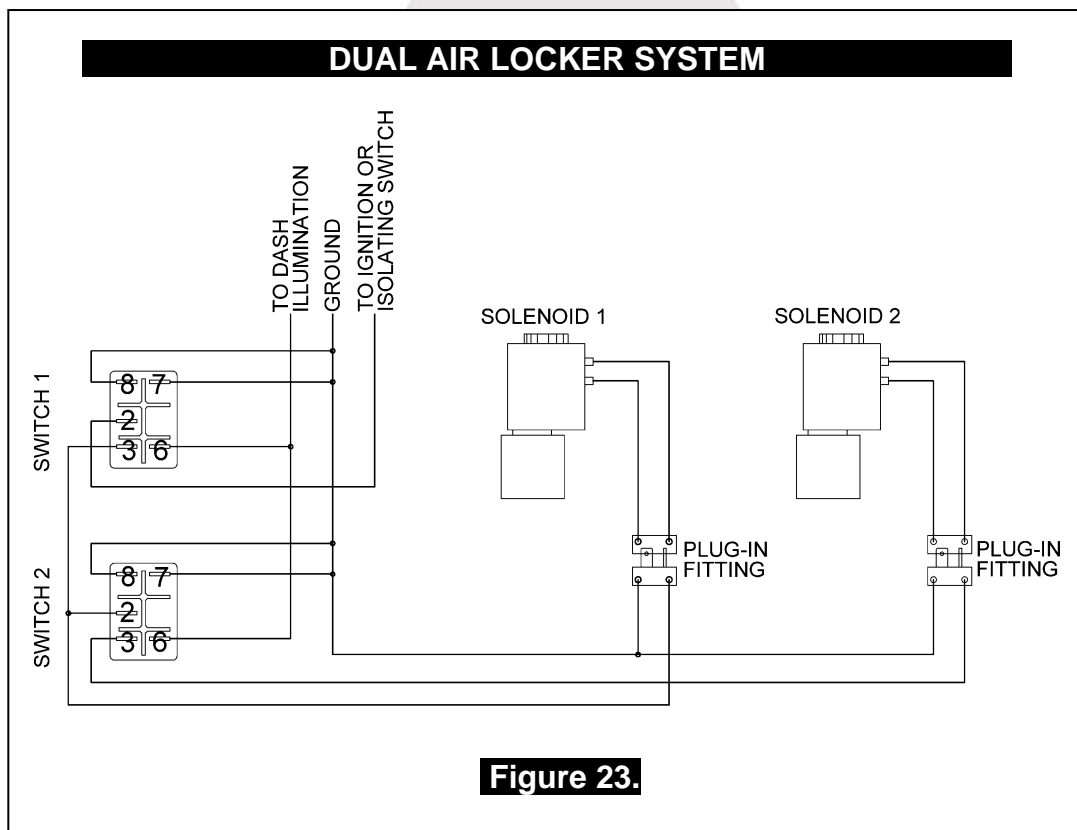 DUAL AIR LOCKER SYSTEM
TO DASH
ILLUMINATION
GROUND
TO IGNITION OR
ISOLATING SWITCH
SOLENOID 1
SOLENOID 2
SWITCH 1
8 7
2
3 6
SWITCH 2
8 7
2
3 6
PLUG-IN
FITTING
PLUG-IN
FITTING
Figure 23.